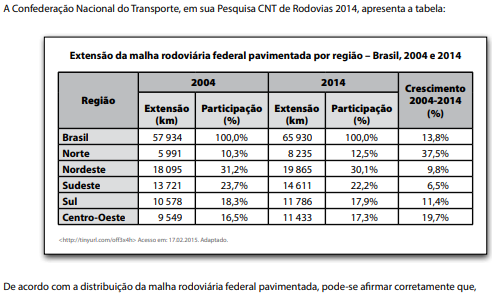 A Confederação Nacional do Transporte, em sua Pesquisa CNT de Rodovias 2014, apresenta a tabela:
Extensão da malha rodoviária federal pavimentada por região – Brasil, 2004 e 2014
Região 2004 2014 Crescimento 2004-2014 (%)
Extensão (km) Participação (%) Extensão (km) Participação (%)
Brasil 57 934 100,0% 65 930 100,0% 13,8%
Norte 5 991 10,3% 8 235 12,5% 37,5%
Nordeste 18 095 31,2% 19 865 30,1% 9,8%
Sudeste 13 721 23,7% 14 611 22,2% 6,5%
Sul 10 578 18,3% 11 786 17,9% 11,4%
Centro-Oeste 9 549 16,5% 11 433 17,3% 19,7%
<http://tinyurl.com/off3x4h> Acesso em: 17.02.2015. Adaptado.
De acordo com a distribuição da malha rodoviária federal pavimentada, pode-se afirmar corretamente que,